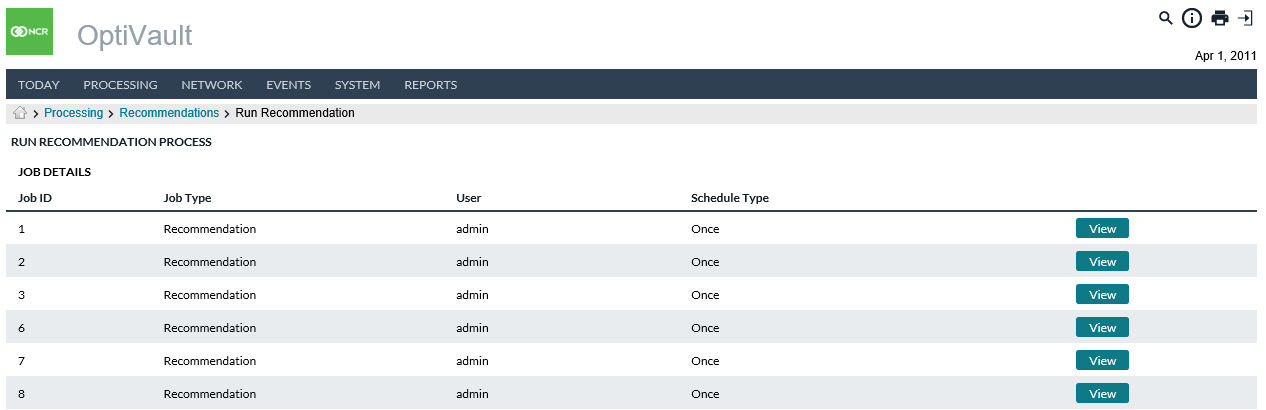 NCR
OptiVault
Apr 1, 2011
TODAY PROCESSING NETWORK EVENTS SYSTEM REPORTS
Processing > Recommendations > Run Recommendation
RUN RECOMMENDATION PROCESS
JOB DETAILS
Job ID Job Type User Schedule Type
1 Recommendation admin Once View
2 Recommendation admin Once View
3 Recommendation admin Once View
6 Recommendation admin Once View
7 Recommendation admin Once View
8 Recommendation admin Once View